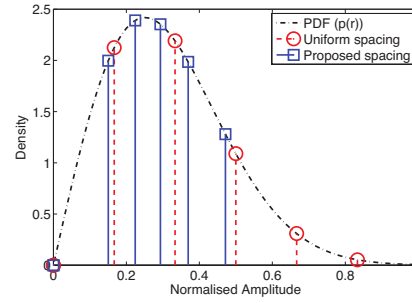 2.5
2
1.5
1
0.5
0
0.2
0.4
0.6
0.8
Density
Normalised Amplitude
PDF (p(r))
Uniform spacing
Proposed spacing